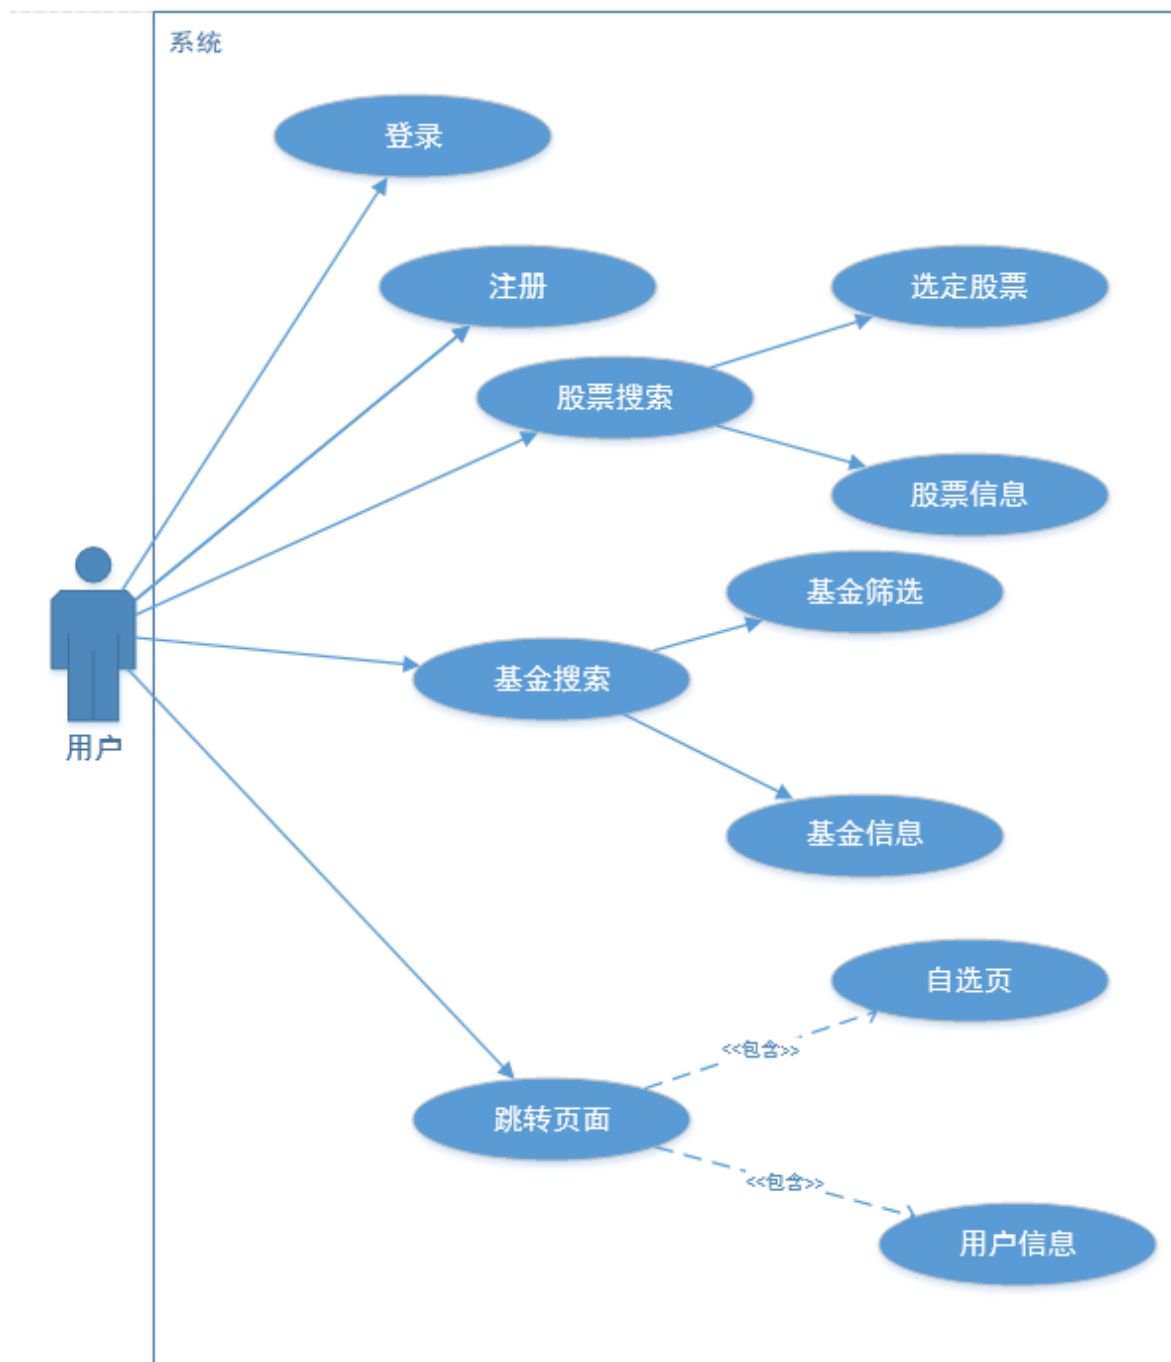 系统
登录
注册
选定股票
股票搜索
股票信息
基金筛选
基金搜索
用户
基金信息
自选页
<<包含>>
跳转页面
<<包含>>
用户信息